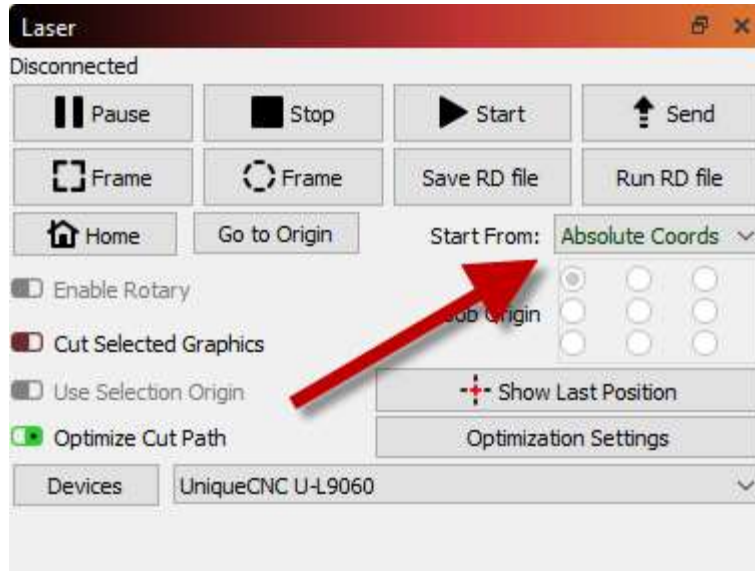 Laser
Disconnected
Pause Stop Start Send
Frame Frame Save RD file Run RD file
Home Go to Origin Start From: Absolute Coords
Enable Rotary
Origin
Cut Selected Graphics
Use Selection Origin Show Last Position
Optimize Cut Path Optimization Settings
Devices UniqueCNC U-L9060